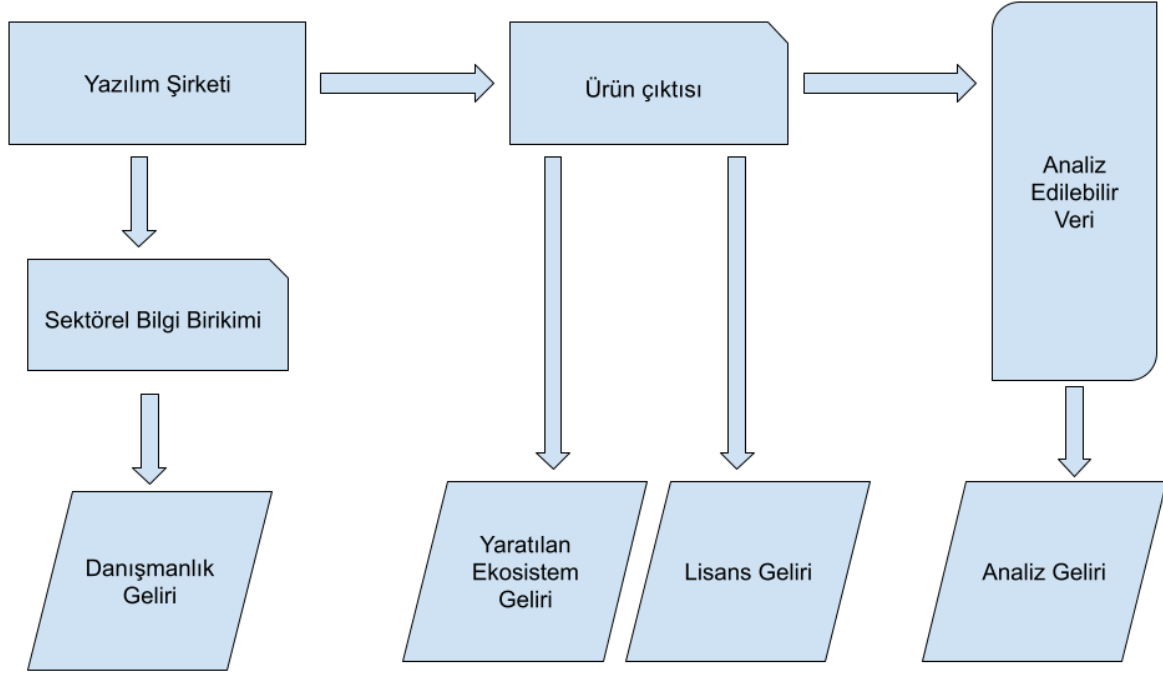 Yazılım Şirketi
Ürün çıktısı
Analiz
Edilebilir
Veri
Sektörel Bilgi Birikimi
Danışmanlık
Geliri
Yaratılan
Ekosistem
Geliri
Lisans Geliri
Analiz Geliri